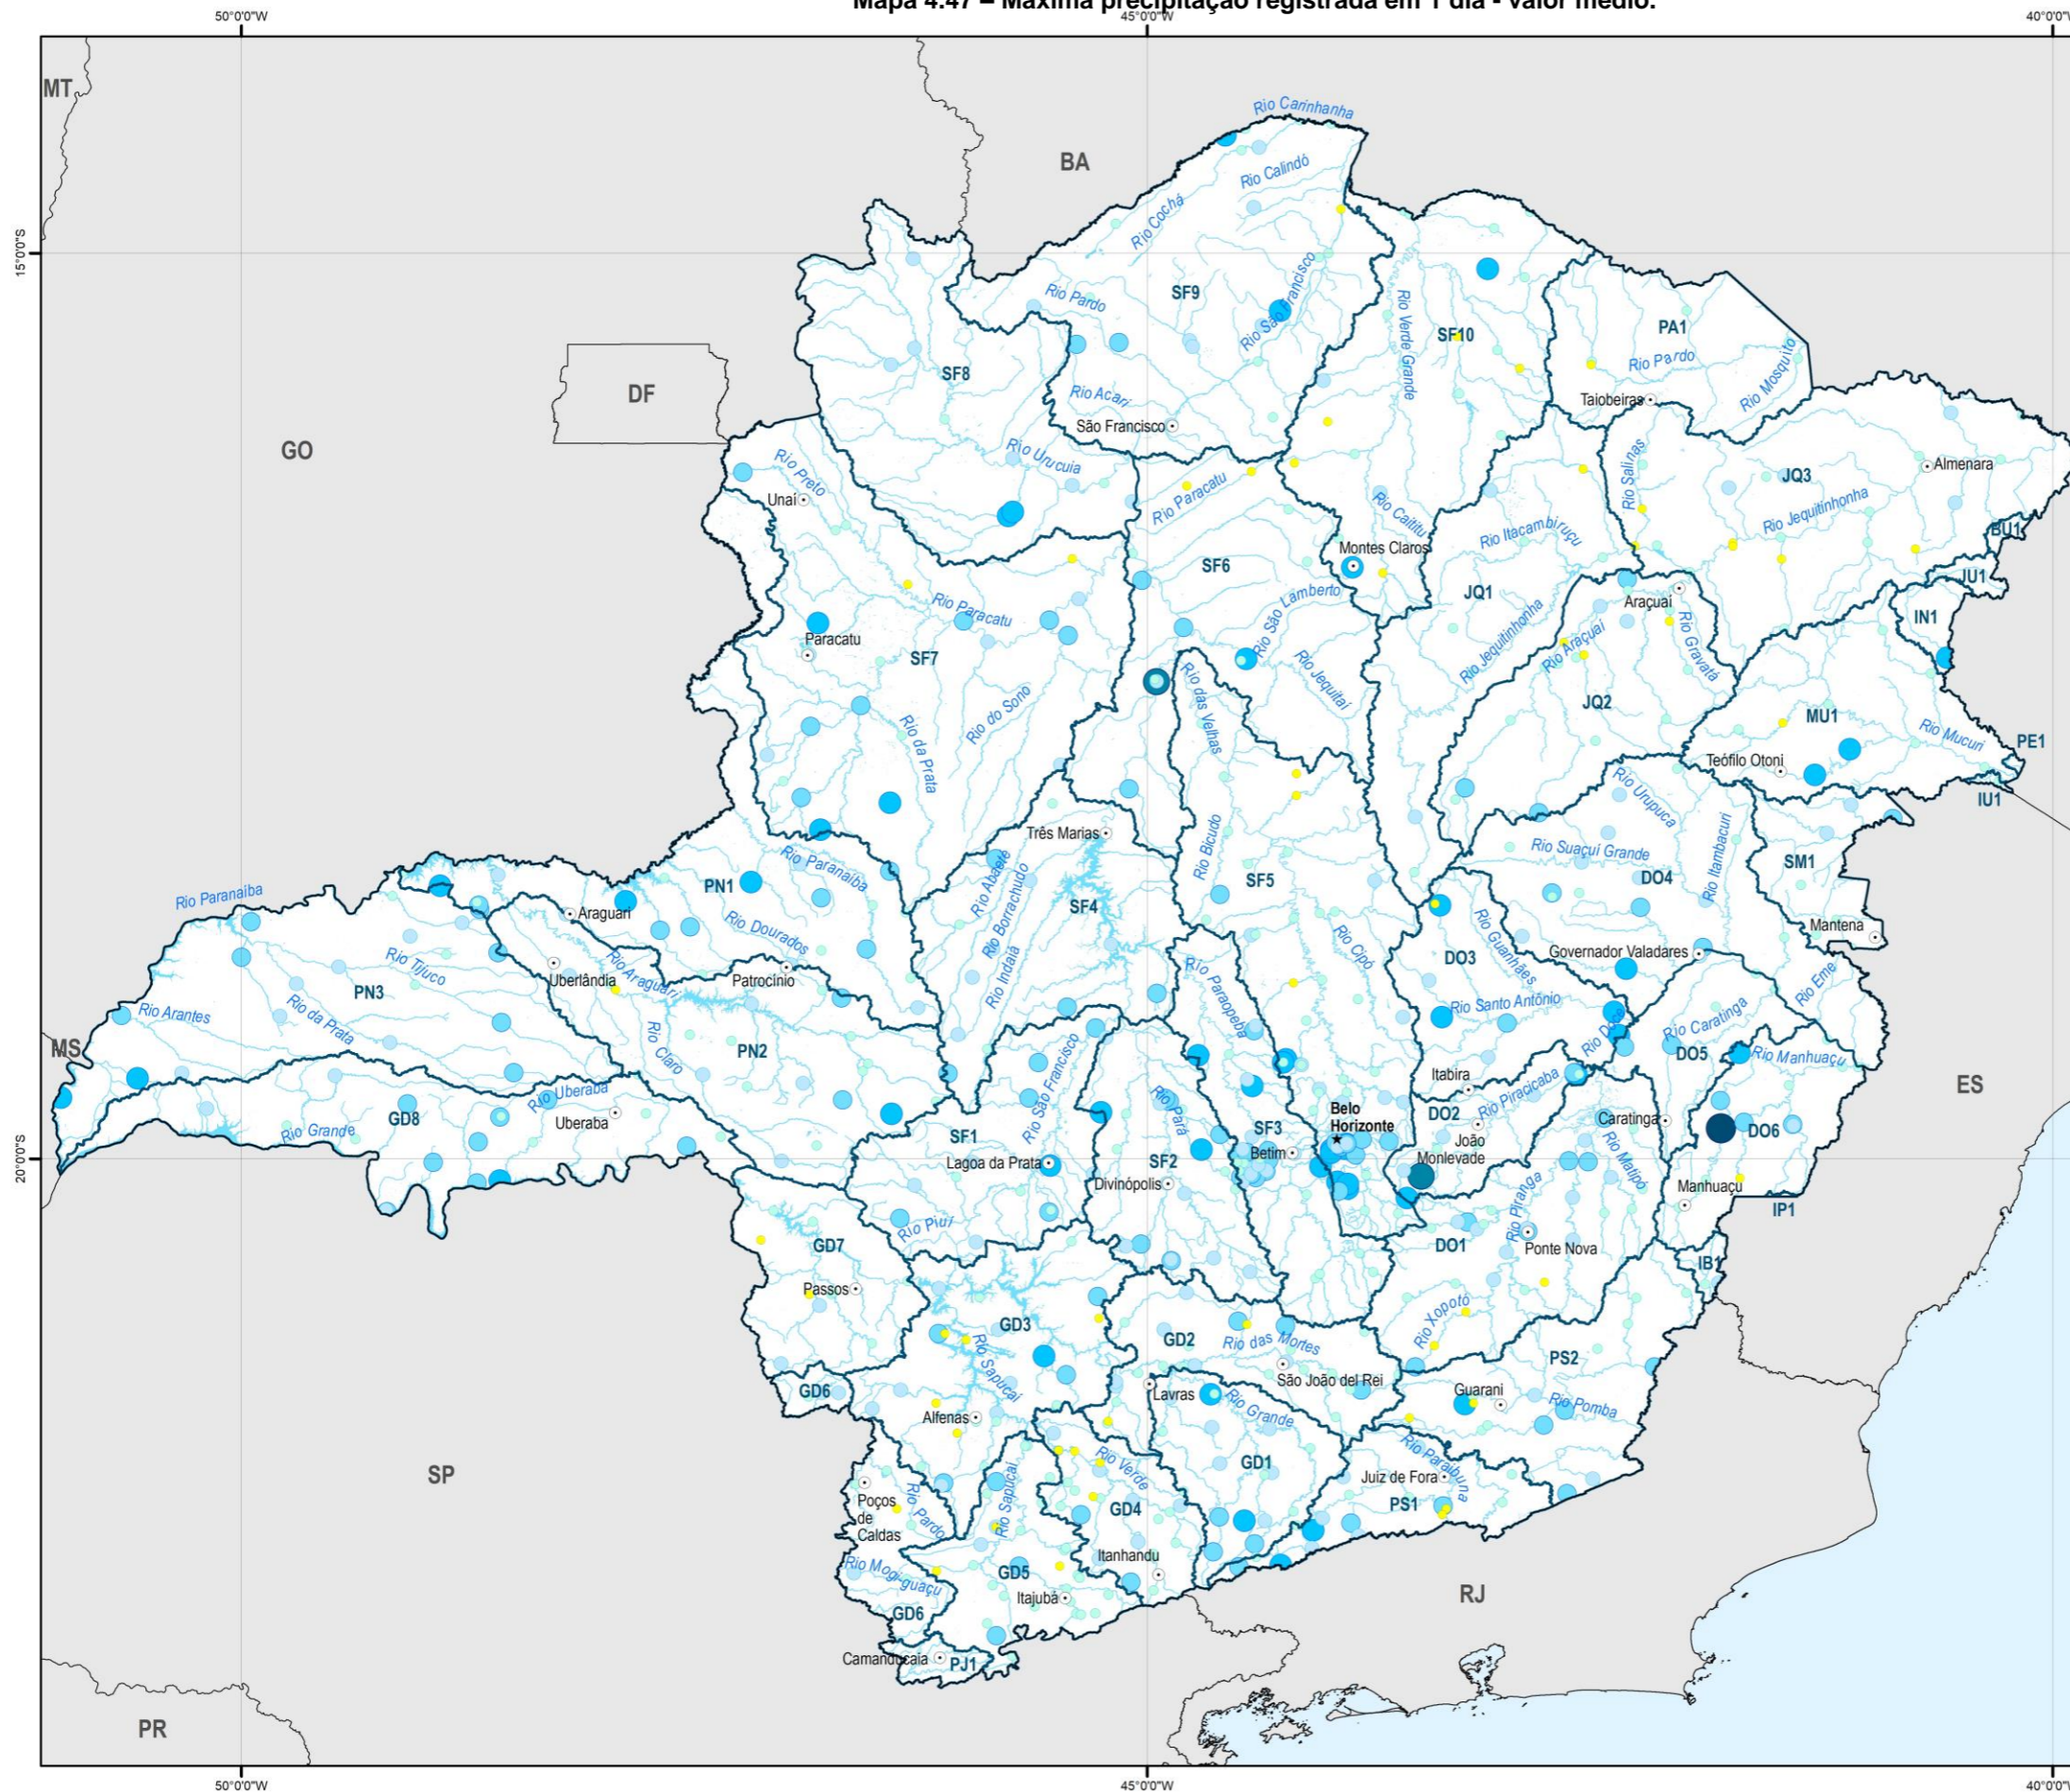 Mapa 4.47 – Máxima precipitação registrada em 1 dia - valor médio.
50°0'0"W
45°0'0"W
40°0'0"W
MT
Rio Carinhanha
BA
Rio Calindó
Rio Cochá
15°0'0"S
Rio Pardo
SF9
Rio São Francisco
Rio Verde Grande
SF10
PA1
Rio Pardo
Rio Mosquito
SF8
DF
Rio Acari
Taiobeiras
São Francisco
GO
Rio Urucuia
Rio Preto
Unaí
Rio Paracatu
Rio Salinas
JQ3
Almenara
Rio Jequitinhonha
Rio Caititu
Rio Itacambiruçu
BU1
Montes Claros
SF6
JU1
Rio São Lamberto
JQ1
Araçuaí
IN1
Rio Paracatu
Paracatu
SF7
Rio Jequitinhonha
Rio Araçuaí
Rio Gravatá
Rio Jequitaí
Rio das Velhas
Rio do Sono
Rio da Prata
JQ2
MU1
Rio Mucuri
PE1
Teófilo Otoni
IU1
Rio Urupuca
Três Marias
Rio Bicudo
Rio Suaçuí Grande
Rio Itambacuri
SM1
Rio Paranaíba
PN1
Rio Abaeté
Rio Borrachudo
SF4
SF5
DO4
Rio Paranaíba
Araguari
Rio Dourados
Rio Indaiá
Rio Cipó
Rio Guanhães
Mantena
Governador Valadares
DO3
Rio Tijuco
Uberlândia
Rio Araguari
Patrocínio
Rio Paraopeba
Rio Eme
PN3
Rio da Prata
Rio Arantes
Rio Santo Antônio
Rio Doce
Rio Caratinga
MS
Rio Claro
PN2
Rio São Francisco
DO5
Rio Manhuaçu
Itabira
Rio Piracicaba
ES
Rio Uberaba
GD8
Uberaba
Rio Grande
Rio Pará
SF1
SF3
Belo
Horizonte
DO2
João
Monlevade
Caratinga
DO6
20°0'0"S
Lagoa da Prata
SF2
Betim
Rio Matipó
Divinópolis
Manhuaçu
IP1
Rio Piuí
Rio Piranga
GD7
DO1
Ponte Nova
IB1
Passos
GD3
Rio Xopotó
GD2
Rio das Mortes
Rio Sapucaí
PS2
GD6
São João del Rei
Lavras
Rio Grande
Guarani
Rio Pomba
Alfenas
SP
Rio Verde
GD1
Rio Paraibuna
Juiz de Fora
Poços
de
Caldas
Rio Pardo
Rio Sapucaí
GD4
PS1
Itanhandu
Rio Mogi-guaçu
GD5
Itajubá
RJ
GD6
Camanducaia
PJ1
PR
50°0'0"W
45°0'0"W
40°0'0"W